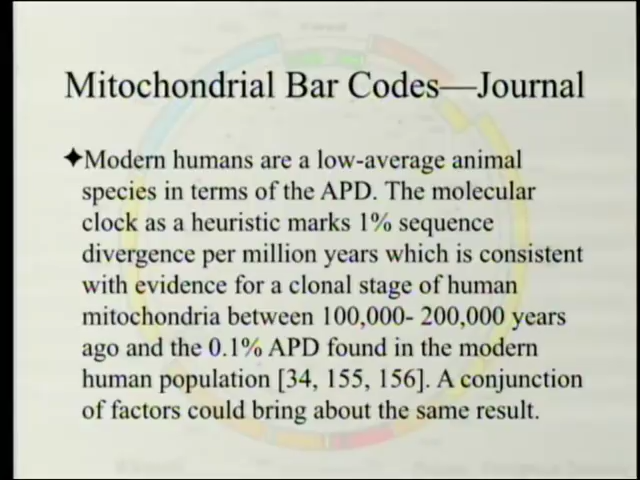 Mitochondrial Bar Codes—Journal
✦Modern humans are a low-average animal
species in terms of the APD. The molecular
clock as a heuristic marks 1% sequence
divergence per million years which is consistent
with evidence for a clonal stage of human
mitochondria between 100,000- 200,000 years
ago and the 0.1% APD found in the modern
human population [34, 155, 156]. A conjunction
of factors could bring about the same result.